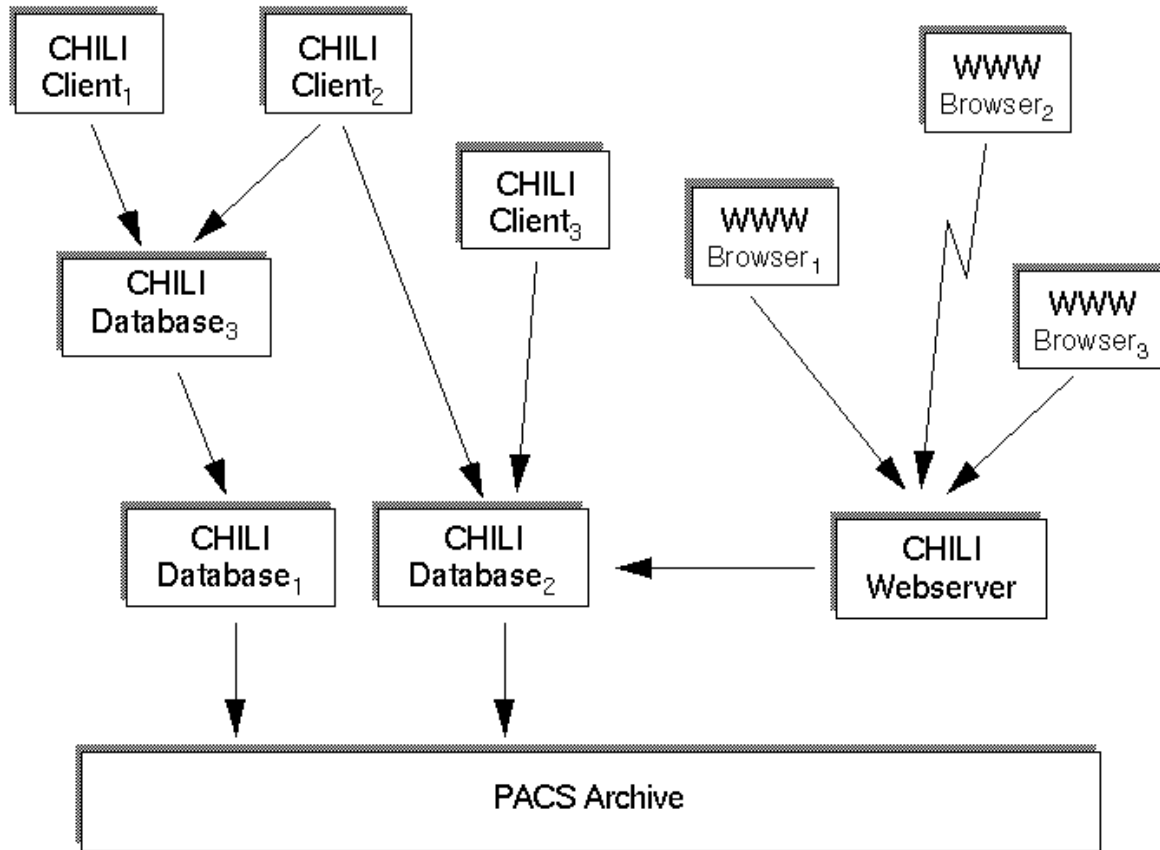 CHILI
Client1
CHILI
Client2
WWW
Browser2
CHILI
Client3
WWW
Browser1
CHILI
Database3
WWW
Browser3
CHILI
Database1
CHILI
Database2
CHILI
Webserver
PACS Archive